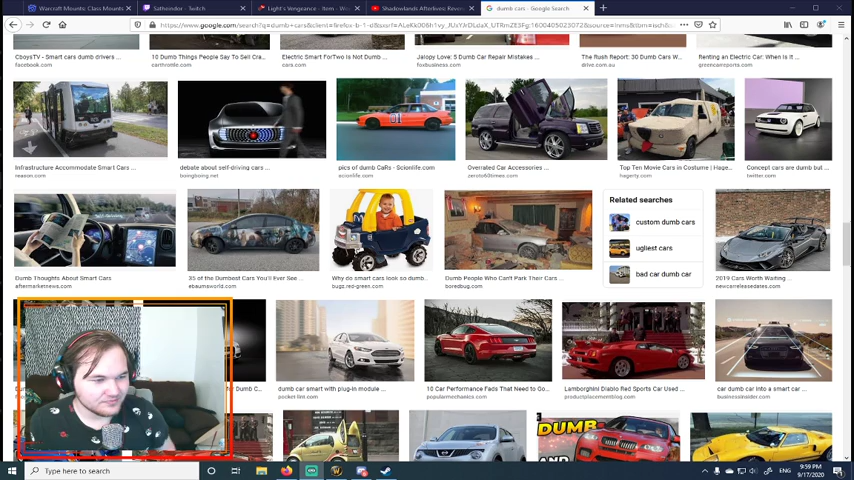 Warcraft Mounts: Class Mounts
Sathviindor - Twitch
Light's Vengeance - Item - Wo
Shadowlands Afterlives Reve
dumb cars - Google Search
https://www.google.com/search?q=dumb+cars&client=firefox-b-1-d
CboysTV - Smart cars dumb drivers ...
facebook.com
10 Dumb Things People Say To Sell Cra...
carthrottle.com
Electric Smart ForTwo Is Not Dumb ...
cars.com
Jalopy Love: 5 Dumb Car Repair Mistakes ...
foxbusiness.com
The Rush Report: 30 Dumb Cars W...
drive.com.au
Renting an Electric Car: When Is It ...
greencarreports.com
Infrastructure Accommodate Smart Cars ...
reason.com
debate about self-driving cars ...
boingboing.net
01
pics of dumb CaRs - Scionlife.com
scionlife.com
Overrated Car Accessories ...
zeroto60times.com
Top Ten Movie Cars in Costume | Hage...
hagerty.com
Concept cars are dumb but ...
twitter.com
Dumb Thoughts About Smart Cars
aftermarketnews.com
35 of the Dumbest Cars You'll Ever See ...
ebaumsworld.com
Why do smart cars look so dumb...
bugz.red-green.com
Dumb People Who Can't Park Their Cars ...
boredbug.com
Related searches
custom dumb cars
ugliest cars
bad car dumb car
2019 Cars Worth Waiting ...
newcarreleasedates.com
for Dumb C...
dumb car smart with plug-in module ...
pocket-lint.com
10 Car Performance Fads That Need to Go...
popularmechanics.com
Lamborghini Diablo Red Sports Car Used ...
productplacementblog.com
car dumb car into a smart car ...
businessinsider.com
DUMB
AND
Type here to search
ENG
9:59 PM
9/17/2020